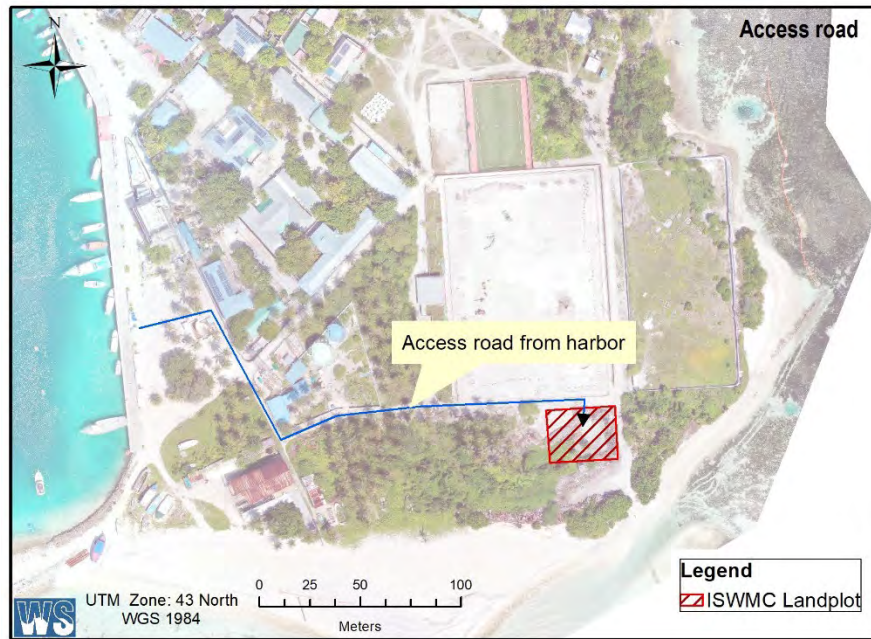 Access road
N
Access road from harbor
Legend
ISWMC Landplot
WS
UTM Zone: 43 North
WGS 1984
0 25 50 100
Meters